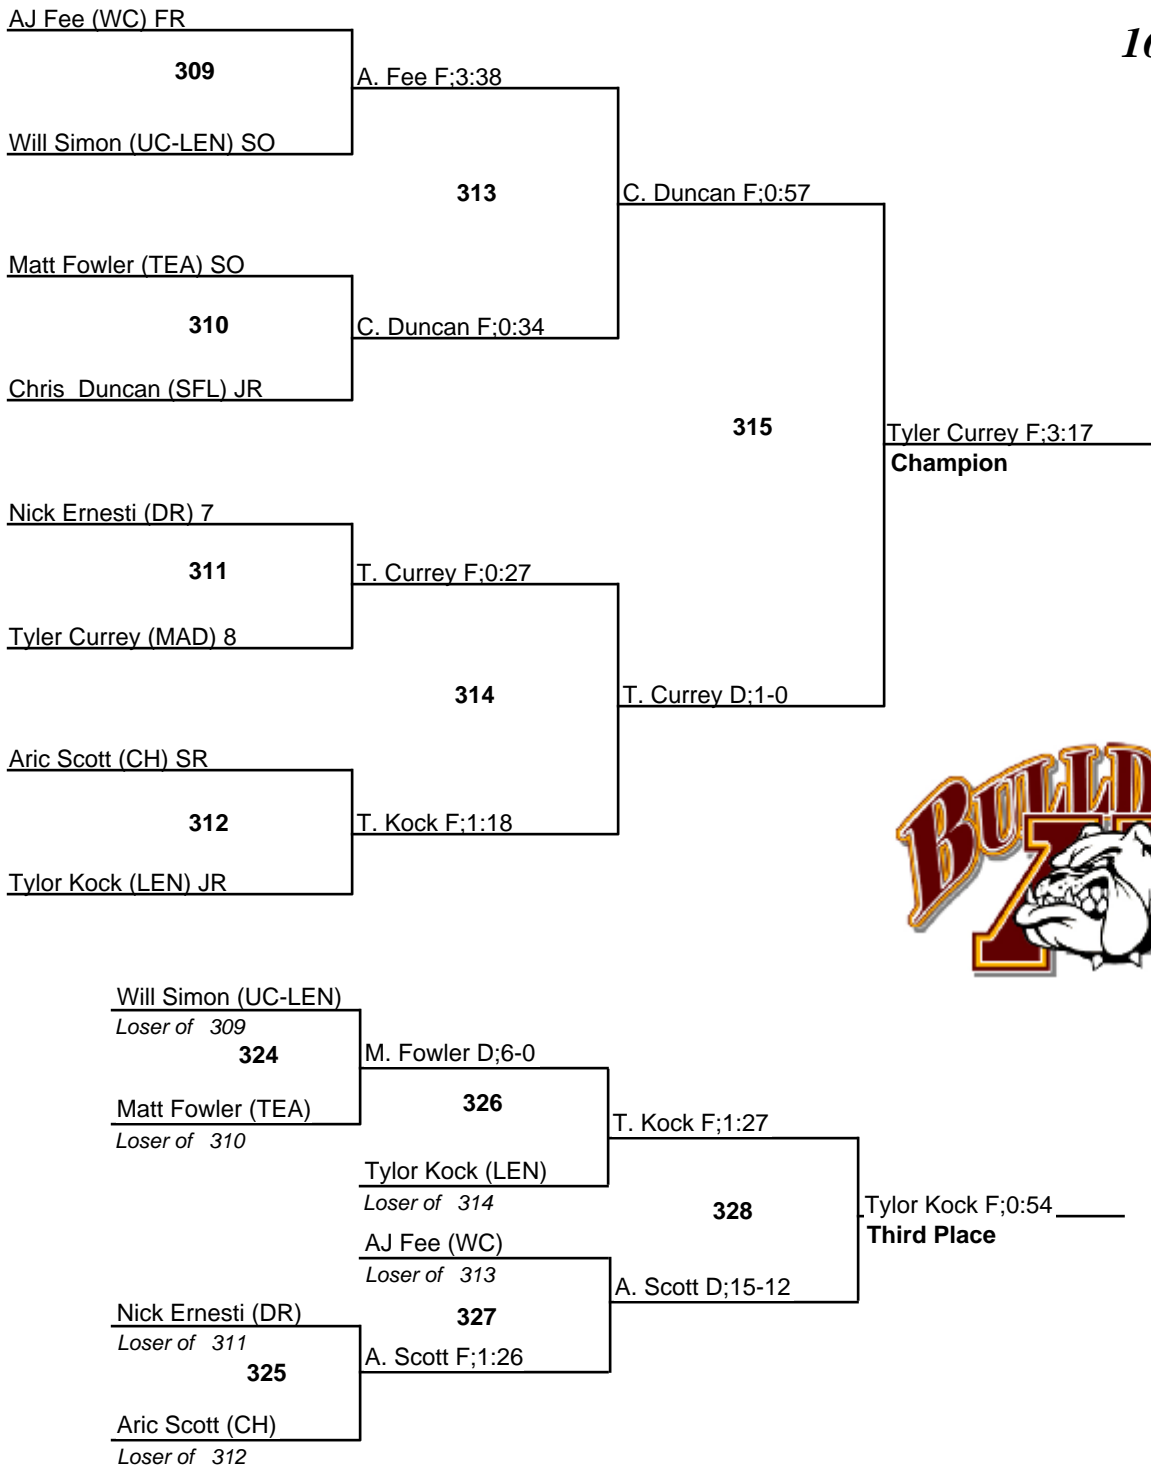 AJ Fee (WC) FR
309
A. Fee F;3:38
Will Simon (UC-LEN) SO
313
C. Duncan F;0:57
Matt Fowler (TEA) SO
310
C. Duncan F;0:34
Chris Duncan (SFL) JR
315
Tyler Currey F;3:17
Champion
Nick Ernesti (DR) 7
311
T. Currey F;0:27
Tyler Currey (MAD) 8
314
T. Currey D;1-0
Aric Scott (CH) SR
312
T. Kock F;1:18
Tylor Kock (LEN) JR
Will Simon (UC-LEN)
Loser of 309
324
M. Fowler D;6-0
Matt Fowler (TEA)
Loser of 310
326
T. Kock F;1:27
Tylor Kock (LEN)
Loser of 314
328
Tylor Kock F;0:54
Third Place
AJ Fee (WC)
Loser of 313
A. Scott D;15-12
Nick Ernesti (DR)
Loser of 311
327
325
A. Scott F;1:26
Aric Scott (CH)
Loser of 312